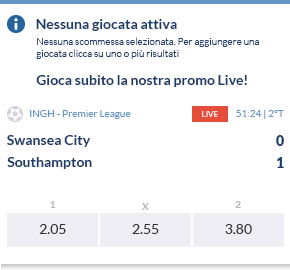 Nessuna giocata attiva
Nessuna scommessa selezionata. Per aggiungere una
giocata clicca su uno o più risultati
Gioca subito la nostra promo Live!
INGH - Premier League LIVE 51:24 | 2°T
Swansea City 0
Southampton 1
1 X 2
2.05 2.55 3.80